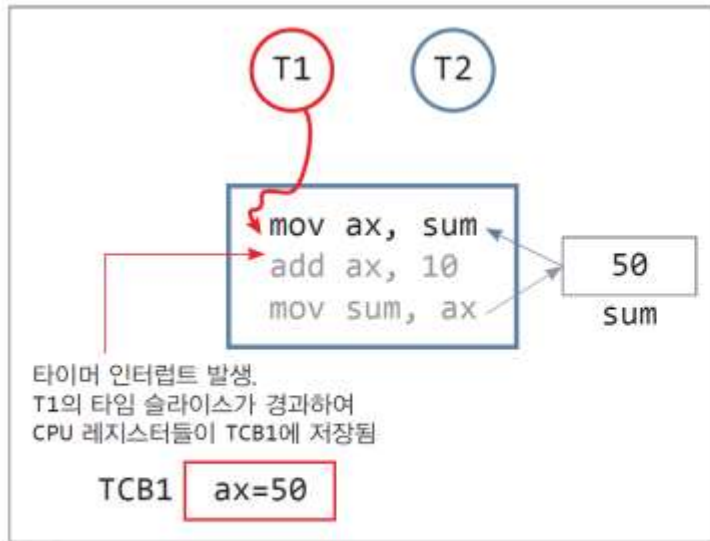 T1 T2
mov ax, sum
add ax, 10
mov sum, ax
50
sum
타이머 인터럽트 발생.
T1의 타임 슬라이스가 경과하여
CPU 레지스터들이 TCB1에 저장됨
TCB1 ax=50